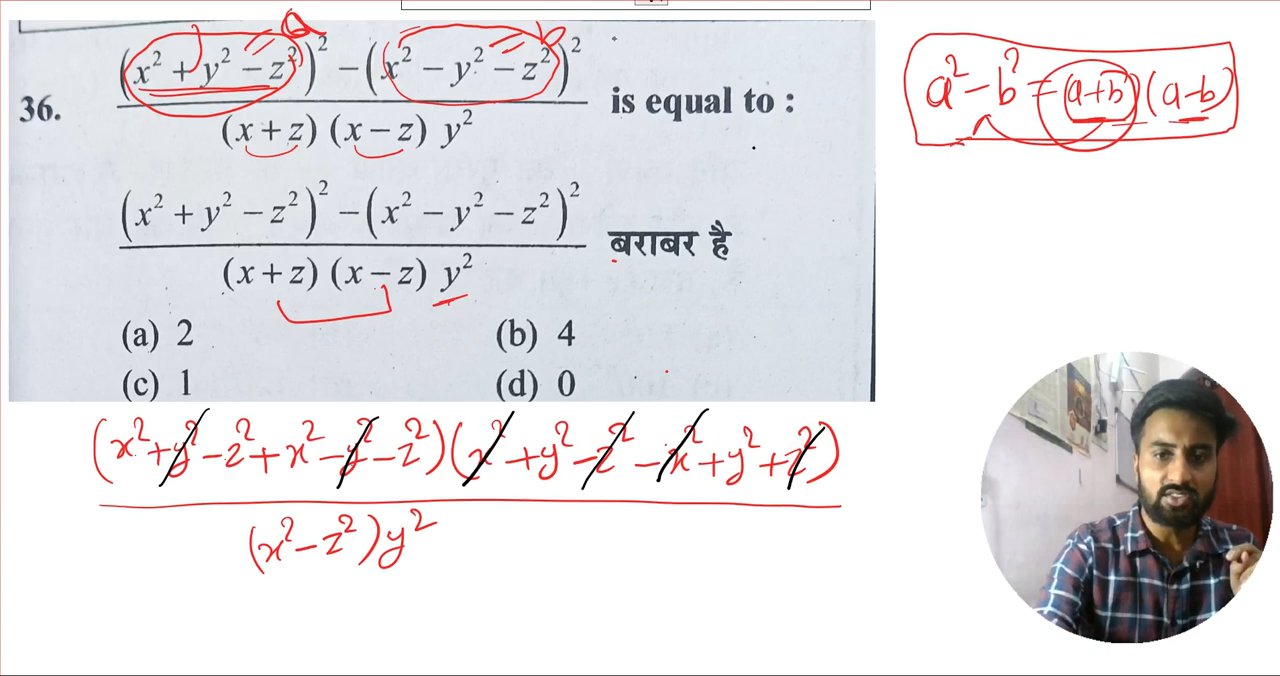 36. (x² + y² − z²)² − (x² − y² − z²)² / (x + z) (x − z) y² is equal to :
= a
= b
a² − b² = (a+b)(a−b)
(x² + y² − z²)² − (x² − y² − z²)² / (x + z) (x − z) y² बराबर है
(a) 2 (b) 4
(c) 1 (d) 0
(x² + y² − z² + x² − y² − z²)(x² + y² − z² − x² + y² + z²) / (x² − z²) y²